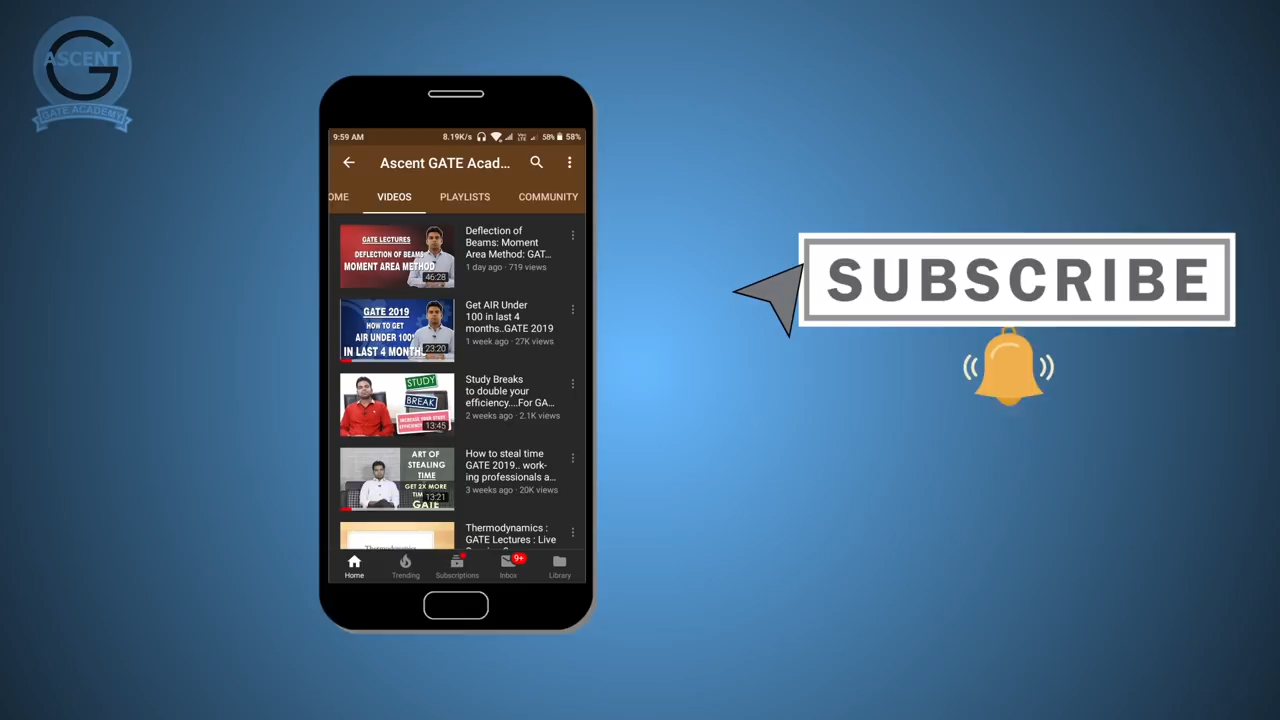 ASCENT
G
GATE ACADEMY
9:59 AM
8.19K/s
58% 58%
Ascent GATE Acad...
OME VIDEOS PLAYLISTS COMMUNITY
GATE LECTURES
DEFLECTION OF BEAMS
MOMENT AREA METHOD
46:28
Deflection of
Beams: Moment
Area Method: GAT...
1 day ago · 719 views
GATE 2019
HOW TO GET
AIR UNDER 100
IN LAST 4 MONTH
23:20
Get AIR Under
100 in last 4
months..GATE 2019
1 week ago · 27K views
STUDY
BREAK
INCREASE YOUR STUDY
EFFICIENCY
13:45
Study Breaks
to double your
efficiency....For GA...
2 weeks ago · 2.1K views
ART OF
STEALING
TIME
GET 2X MORE
TIM
GATE
13:21
How to steal time
GATE 2019.. work-
ing professionals a...
3 weeks ago · 20K views
Thermodynamics
Thermodynamics :
GATE Lectures : Live
Home Trending Subscriptions Inbox Library
9+
SUBSCRIBE